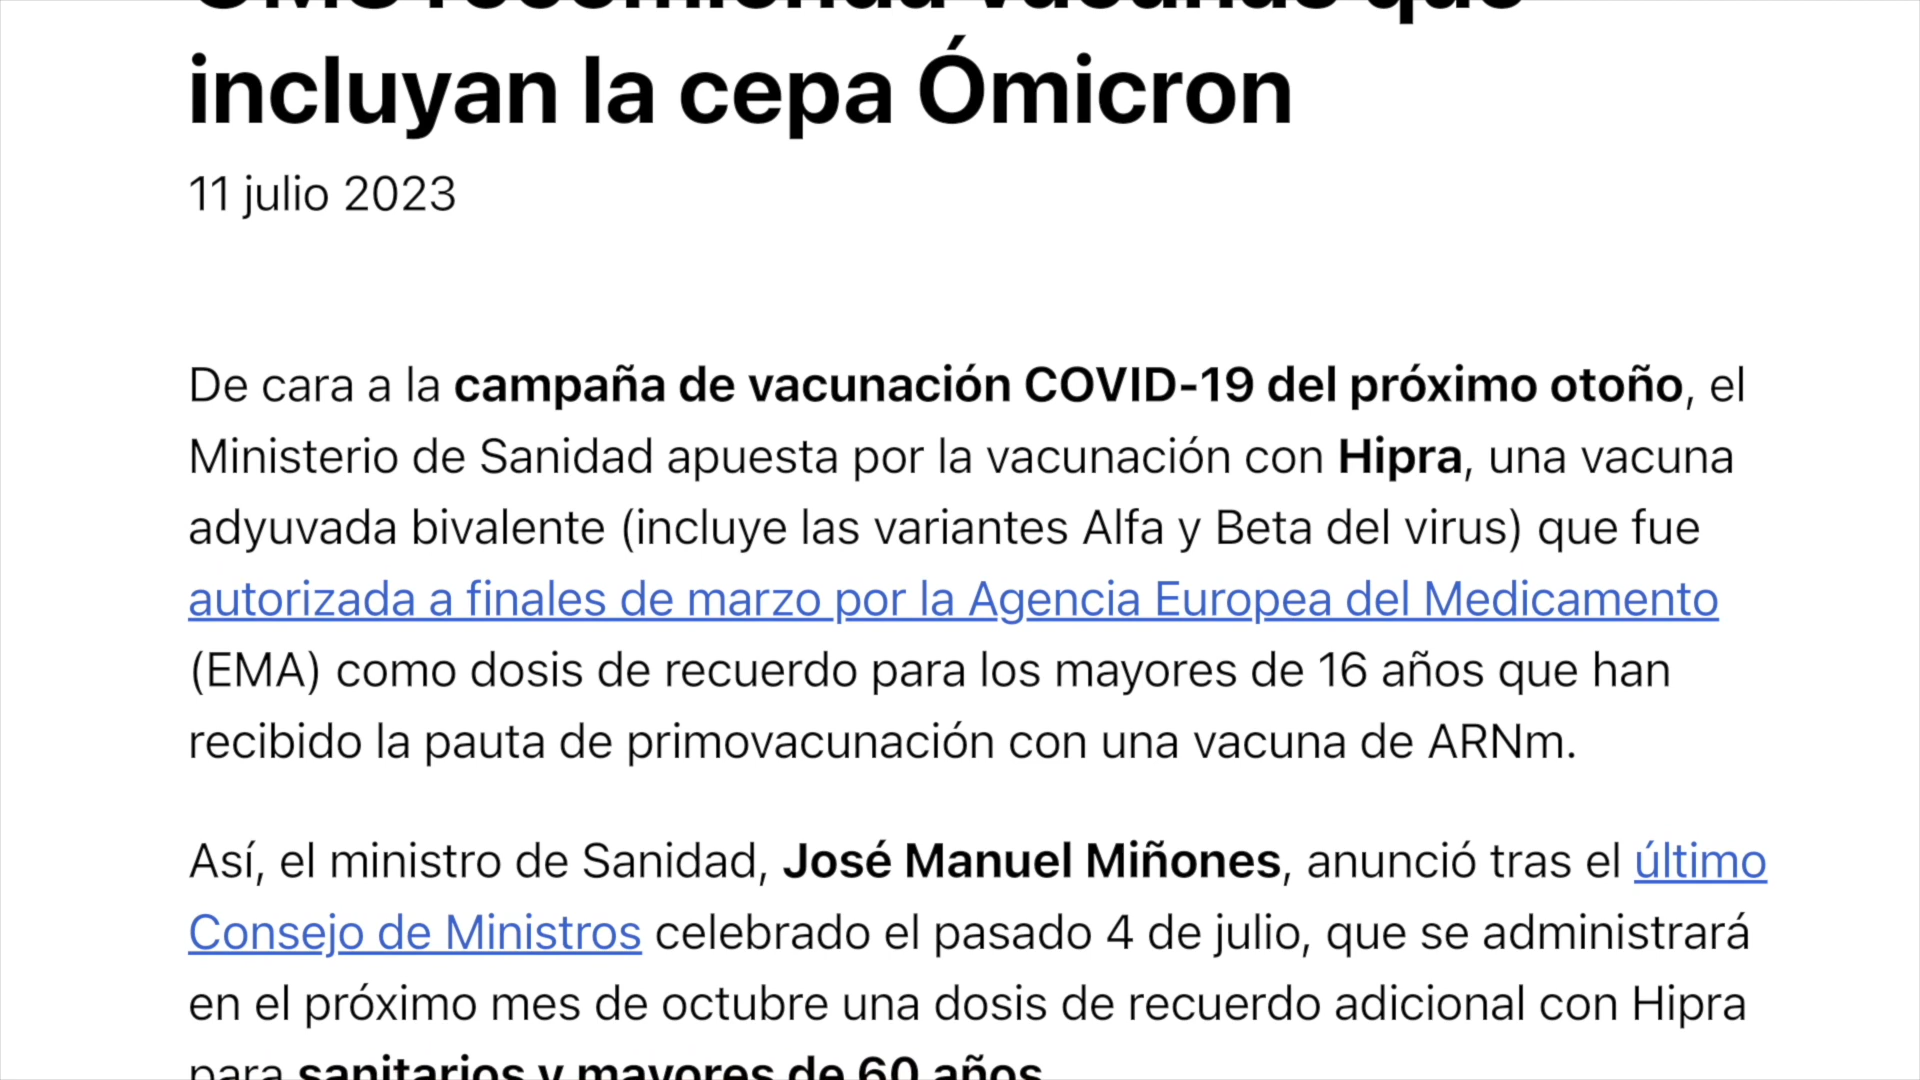 OMS recomienda vacunas que
incluyan la cepa Ómicron
11 julio 2023
De cara a la campaña de vacunación COVID-19 del próximo otoño, el
Ministerio de Sanidad apuesta por la vacunación con Hipra, una vacuna
adyuvada bivalente (incluye las variantes Alfa y Beta del virus) que fue
autorizada a finales de marzo por la Agencia Europea del Medicamento
(EMA) como dosis de recuerdo para los mayores de 16 años que han
recibido la pauta de primovacunación con una vacuna de ARNm.
Así, el ministro de Sanidad, José Manuel Miñones, anunció tras el último
Consejo de Ministros celebrado el pasado 4 de julio, que se administrará
en el próximo mes de octubre una dosis de recuerdo adicional con Hipra
para sanitarios y mayores de 60 años.